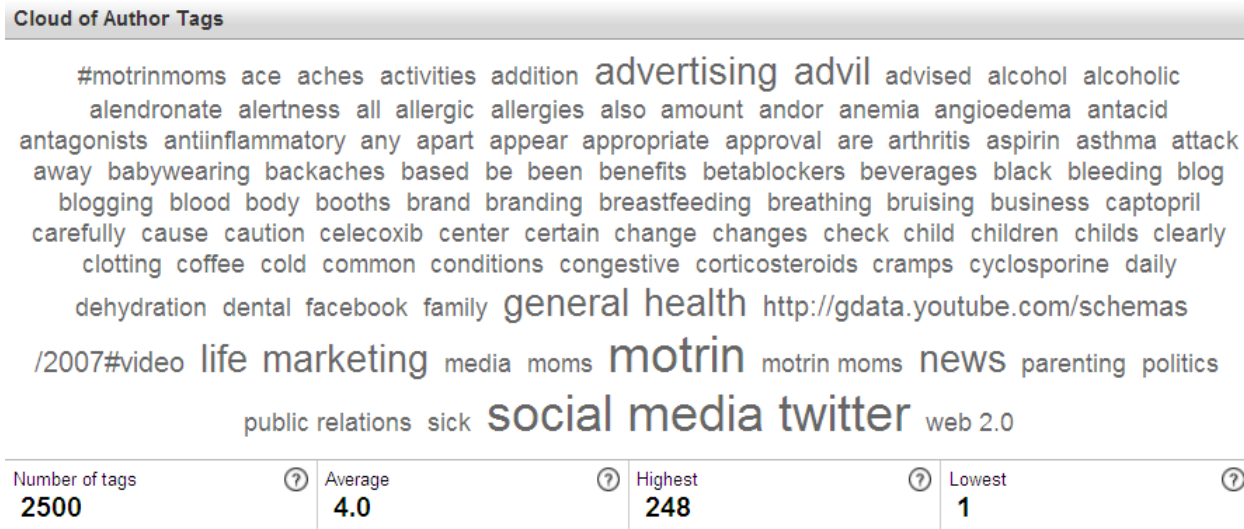 Cloud of Author Tags
#motrinmoms ace aches activities addition advertising advil advised alcohol alcoholic
alendronate alertness all allergic allergies also amount andor anemia angioedema antacid
antagonists antiinflammatory any apart appear appropriate approval are arthritis aspirin asthma attack
away babywearing backaches based be been benefits betablockers beverages black bleeding blog
blogging blood body booths brand branding breastfeeding breathing bruising business captopril
carefully cause caution celecoxib center certain change changes check child children childs clearly
clotting coffee cold common conditions congestive corticosteroids cramps cyclosporine daily
dehydration dental facebook family general health http://gdata.youtube.com/schemas
/2007#video life marketing media moms motrin motrin moms news parenting politics
public relations sick social media twitter web 2.0
Number of tags ? Average ? Highest ? Lowest ?
2500 4.0 248 1